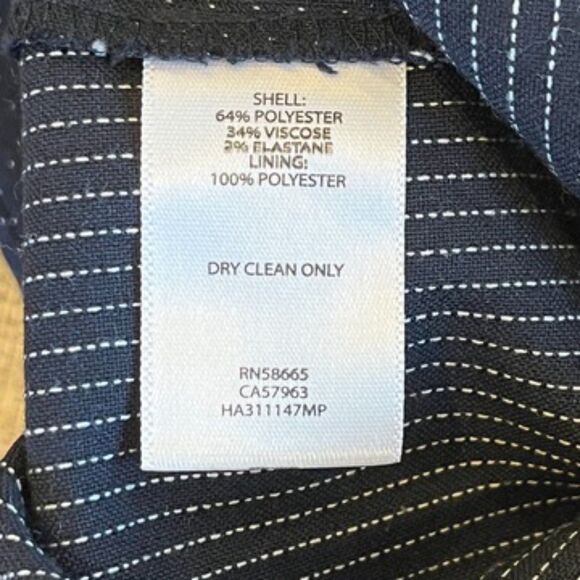 SHELL:
64% POLYESTER
34% VISCOSE
2% ELASTANE
LINING:
100% POLYESTER
DRY CLEAN ONLY
RN58665
CA57963
HA311147MP